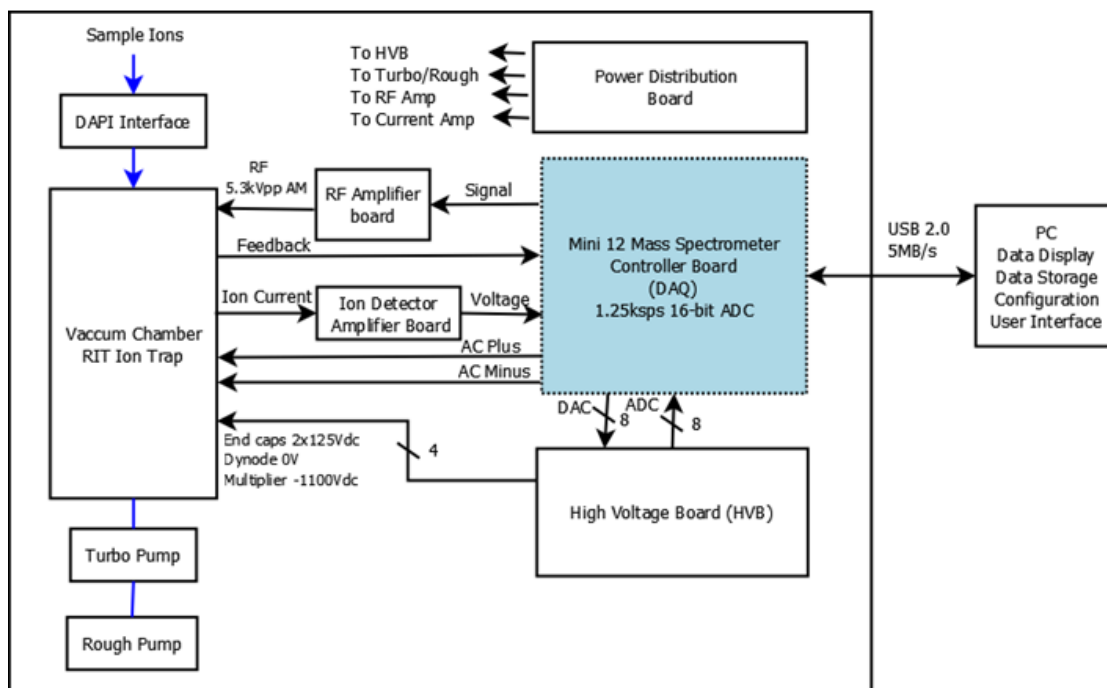 Sample Ions
DAPI Interface
To HVB
To Turbo/Rough
To RF Amp
To Current Amp
Power Distribution
Board
RF
5.3kVpp AM
RF Amplifier
board
Signal
Feedback
Ion Current
Ion Detector
Amplifier Board
Voltage
AC Plus
AC Minus
Vaccum Chamber
RIT Ion Trap
Mini 12 Mass Spectrometer
Controller Board
(DAQ)
1.25ksps 16-bit ADC
USB 2.0
5MB/s
PC
Data Display
Data Storage
Configuration
User Interface
DAC
8
ADC
8
End caps 2x125Vdc
Dynode 0V
Multiplier -1100Vdc
4
High Voltage Board (HVB)
Turbo Pump
Rough Pump